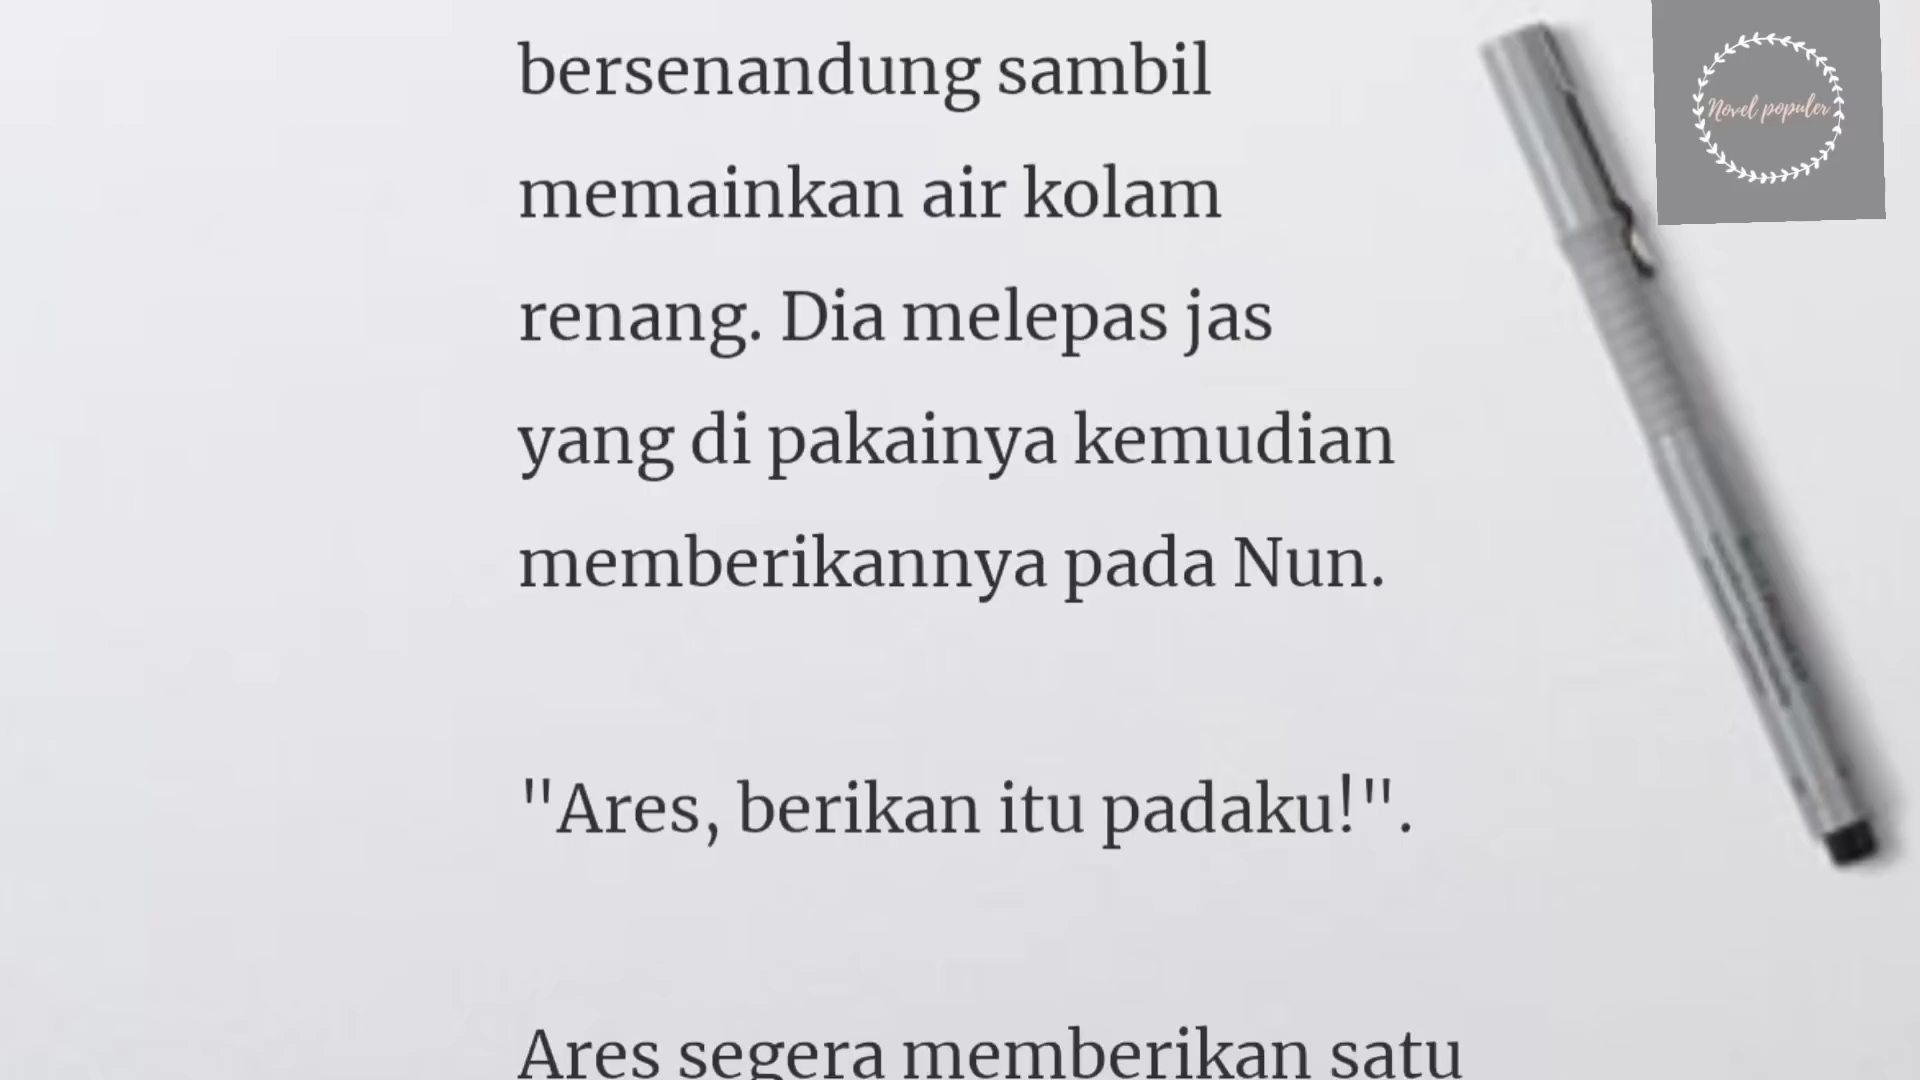 bersenandung sambil
memainkan air kolam
renang. Dia melepas jas
yang di pakainya kemudian
memberikannya pada Nun.
"Ares, berikan itu padaku!".
Ares segera memberikan satu
Novel populer